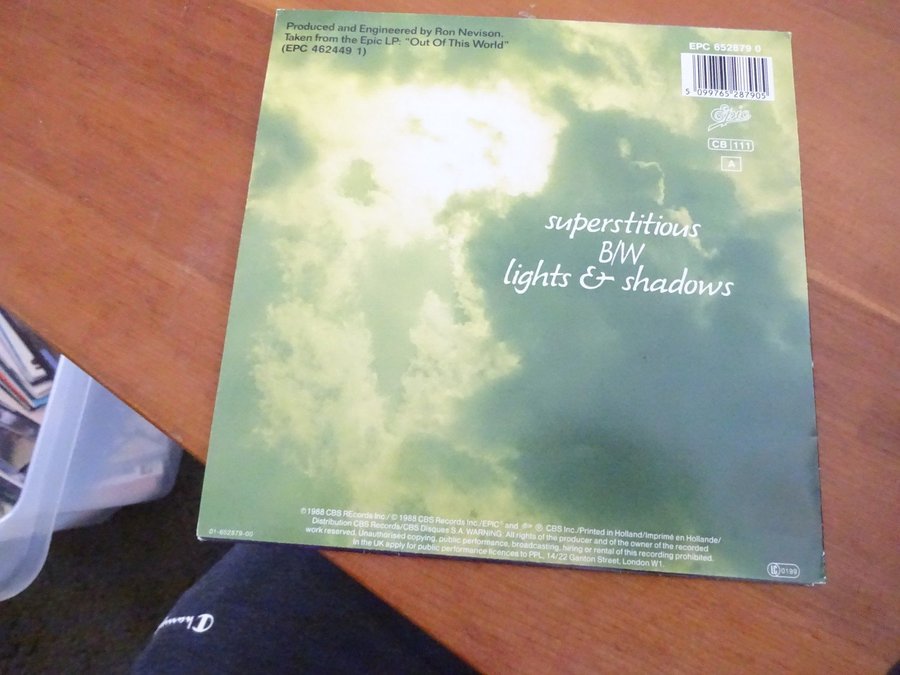 Produced and Engineered by Ron Nevison.
Taken from the Epic LP: "Out Of This World"
(EPC 462449 1)
EPC 652879 0
5 099765 287905
Epic
CB 111
A
superstitious
B/W
lights & shadows
© 1988 CBS REcords Inc./ © 1988 CBS Records Inc./EPIC® and ℗ CBS Inc./Printed in Holland/Imprimé en Hollande/
Distribution CBS Records/CBS Disques S.A. WARNING: All rights of the producer and of the owner of the recorded
work reserved. Unauthorised copying, public performance, broadcasting, hiring or rental of this recording prohibited.
In the UK apply for public performance licences to PPL, 14/22 Ganton Street, London W1.
01-652879-00
LC 0199
Champ